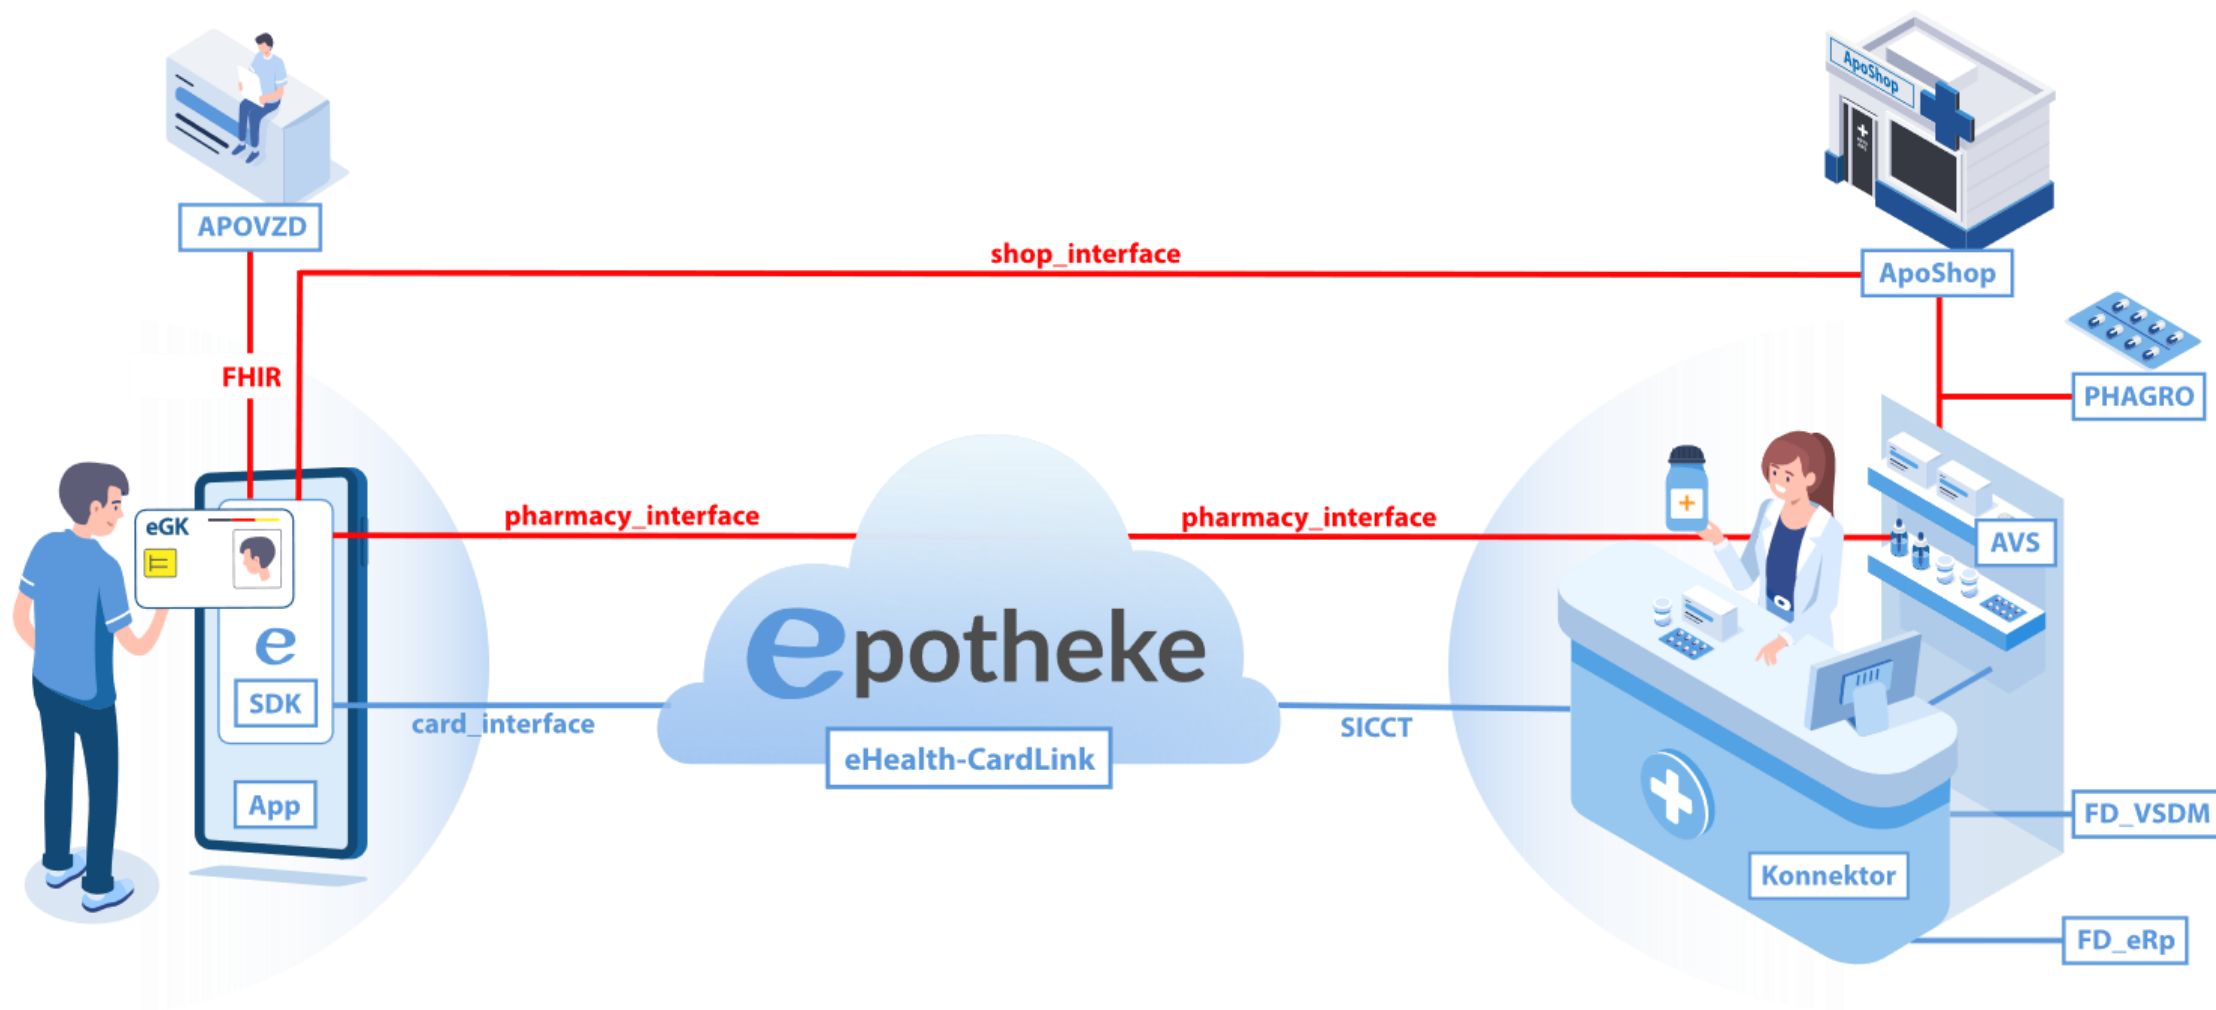 ApoShop
APOVZD
shop_interface
ApoShop
FHIR
PHAGRO
eGK
pharmacy_interface
pharmacy_interface
AVS
e
epotheke
SDK
card_interface
SICCT
eHealth-CardLink
App
FD_VSDM
Konnektor
FD_eRp